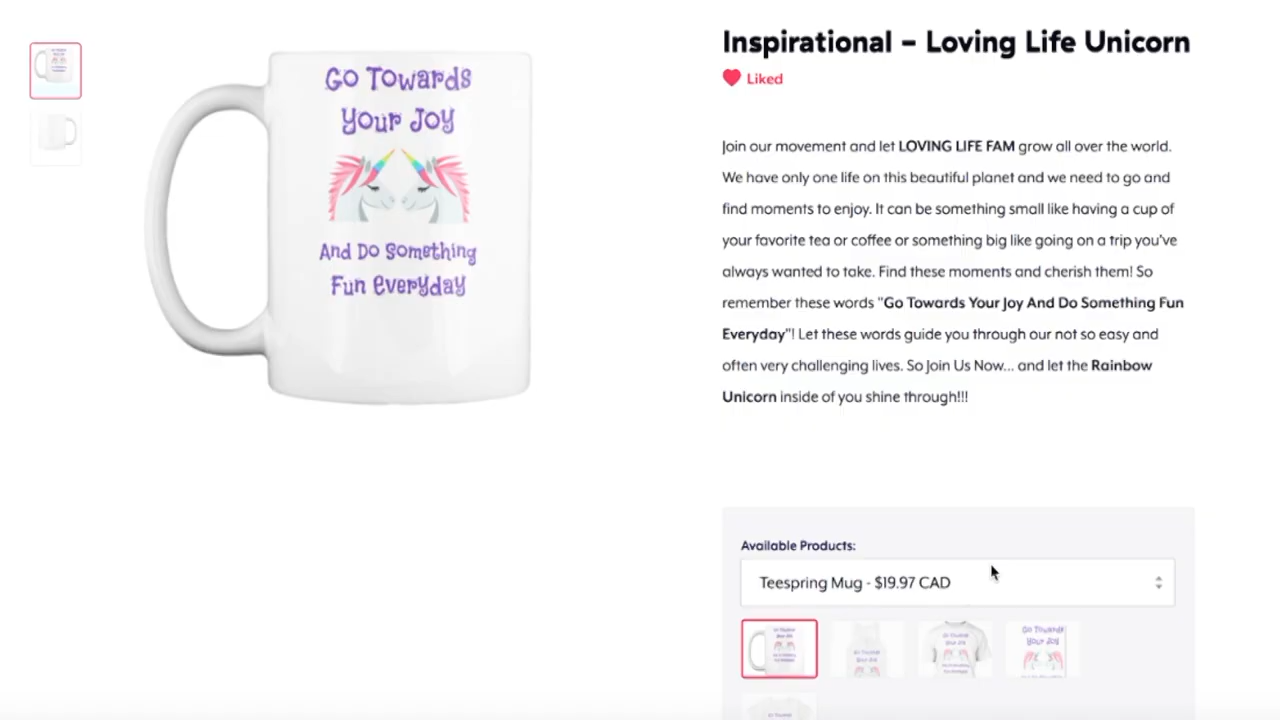 Go Towards
Your Joy
And Do Something
Fun Everyday
Inspirational – Loving Life Unicorn
Liked
Join our movement and let LOVING LIFE FAM grow all over the world.
We have only one life on this beautiful planet and we need to go and
find moments to enjoy. It can be something small like having a cup of
your favorite tea or coffee or something big like going on a trip you've
always wanted to take. Find these moments and cherish them! So
remember these words "Go Towards Your Joy And Do Something Fun
Everyday"! Let these words guide you through our not so easy and
often very challenging lives. So Join Us Now... and let the Rainbow
Unicorn inside of you shine through!!!
Available Products:
Teespring Mug - $19.97 CAD
Go Towards
Your Joy